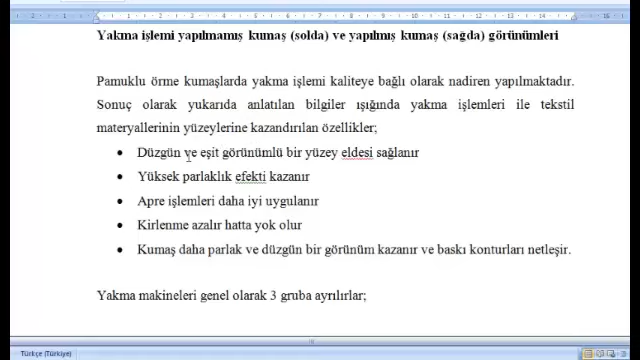 Yakma işlemi yapılmamış kumaş (solda) ve yapılmış kumaş (sağda) görünümleri
Pamuklu örme kumaşlarda yakma işlemi kaliteye bağlı olarak nadiren yapılmaktadır.
Sonuç olarak yukarıda anlatılan bilgiler ışığında yakma işlemleri ile tekstil
materyallerinin yüzeylerine kazandırılan özellikler;
• Düzgün ve eşit görünümlü bir yüzey eldesi sağlanır
• Yüksek parlaklık efekti kazanır
• Apre işlemleri daha iyi uygulanır
• Kirlenme azalır hatta yok olur
• Kumaş daha parlak ve düzgün bir görünüm kazanır ve baskı konturları netleşir.
Yakma makineleri genel olarak 3 gruba ayrılırlar;
Türkçe (Türkiye)